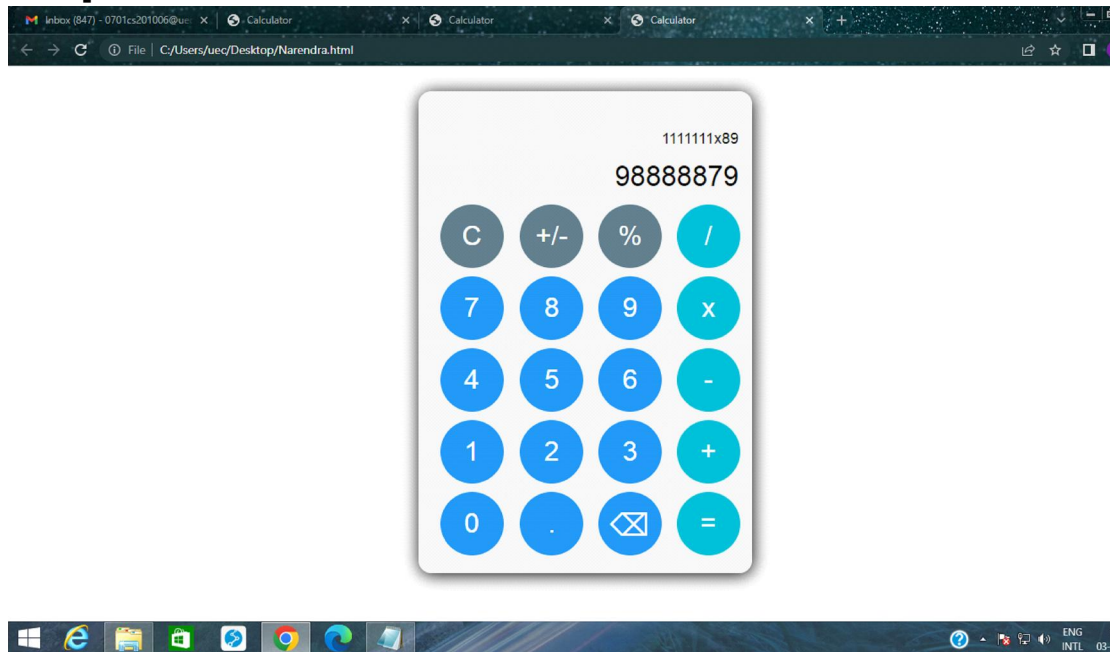 Inbox (847) - 0701cs201006@ue Calculator Calculator Calculator
File C:/Users/uec/Desktop/Narendra.html
1111111x89
98888879
C +/- % /
7 8 9 x
4 5 6 -
1 2 3 +
0 . =
ENG
INTL 03-